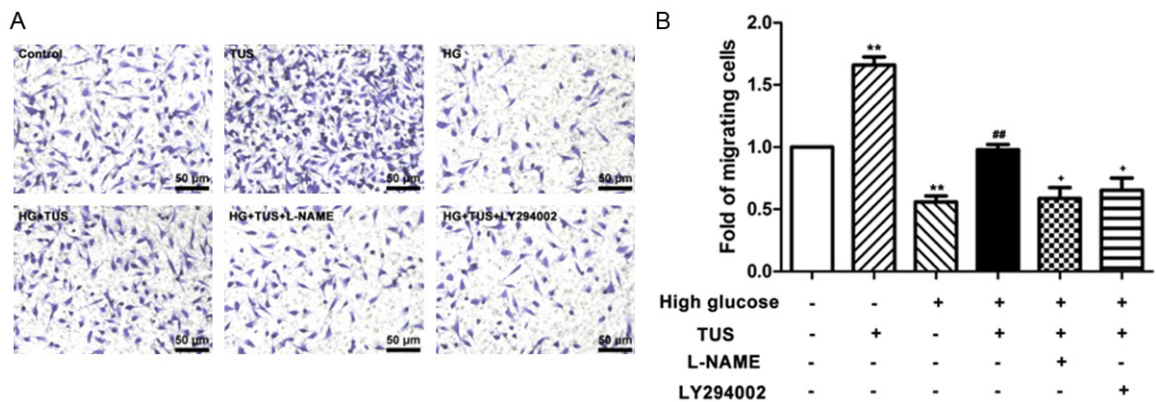 A
Control
TUS
HG
50 µm
50 µm
50 µm
HG+TUS
HG+TUS+L-NAME
HG+TUS+LY294002
50 µm
50 µm
50 µm
B
Fold of migrating cells
2.0
1.5
1.0
0.5
0.0
**
**
##
+
+
High glucose - - + + + +
TUS - + - + + +
L-NAME - - - - + -
LY294002 - - - - - +